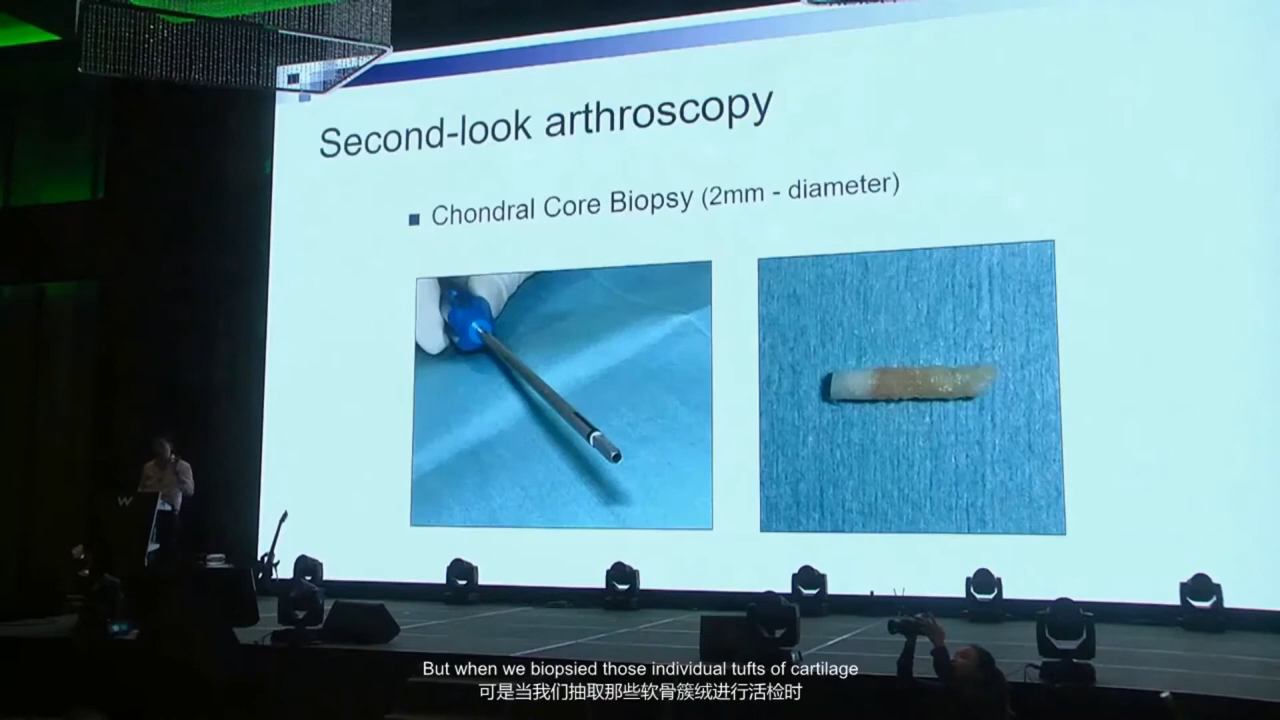 Second-look arthroscopy
Chondral Core Biopsy (2mm - diameter)
W
But when we biopsied those individual tufts of cartilage
可是当我们抽取那些软骨簇绒进行活检时